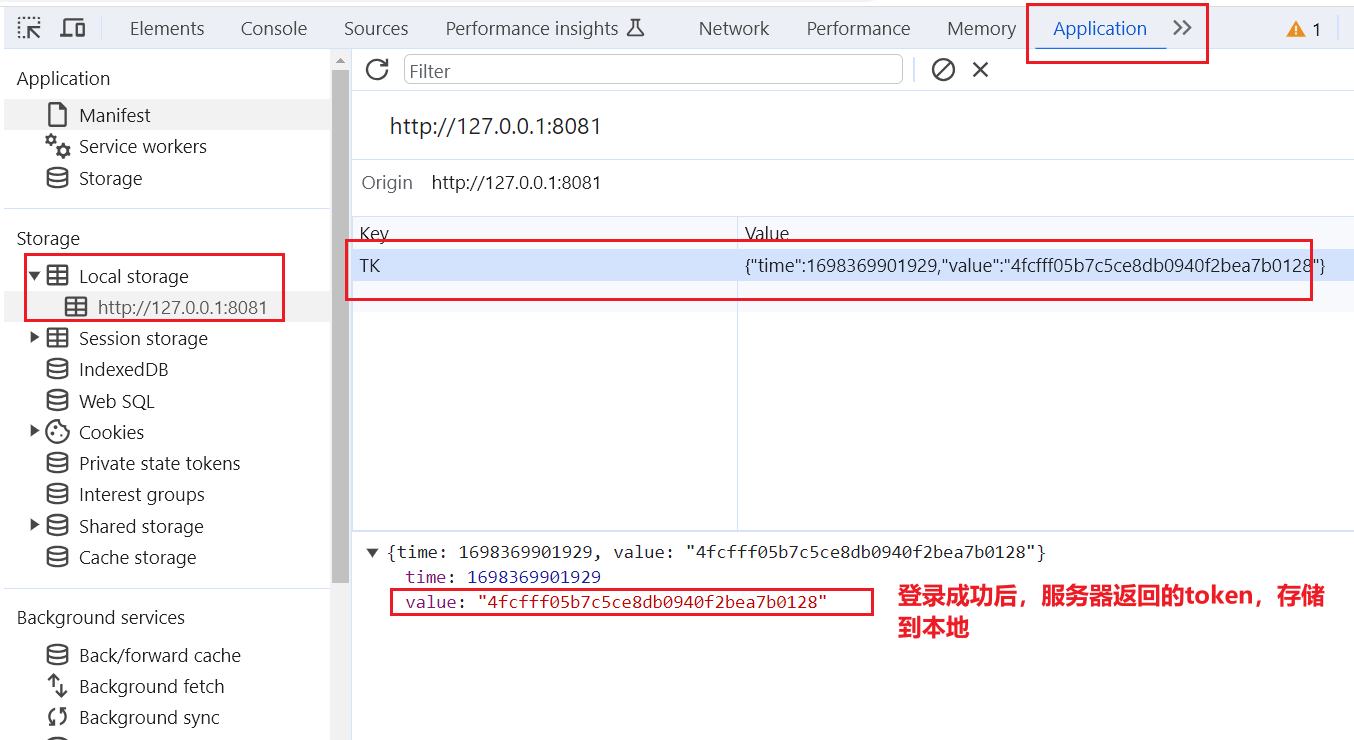 Elements Console Sources Performance insights Network Performance Memory Application 1
Application
Manifest
Service workers
Storage
Storage
Local storage
http://127.0.0.1:8081
Session storage
IndexedDB
Web SQL
Cookies
Private state tokens
Interest groups
Shared storage
Cache storage
Background services
Back/forward cache
Background fetch
Background sync
Filter
http://127.0.0.1:8081
Origin http://127.0.0.1:8081
Key Value
TK {"time":1698369901929,"value":"4fcfff05b7c5ce8db0940f2bea7b0128"}
{time: 1698369901929, value: "4fcfff05b7c5ce8db0940f2bea7b0128"}
time: 1698369901929
value: "4fcfff05b7c5ce8db0940f2bea7b0128"
登录成功后，服务器返回的token，存储
到本地